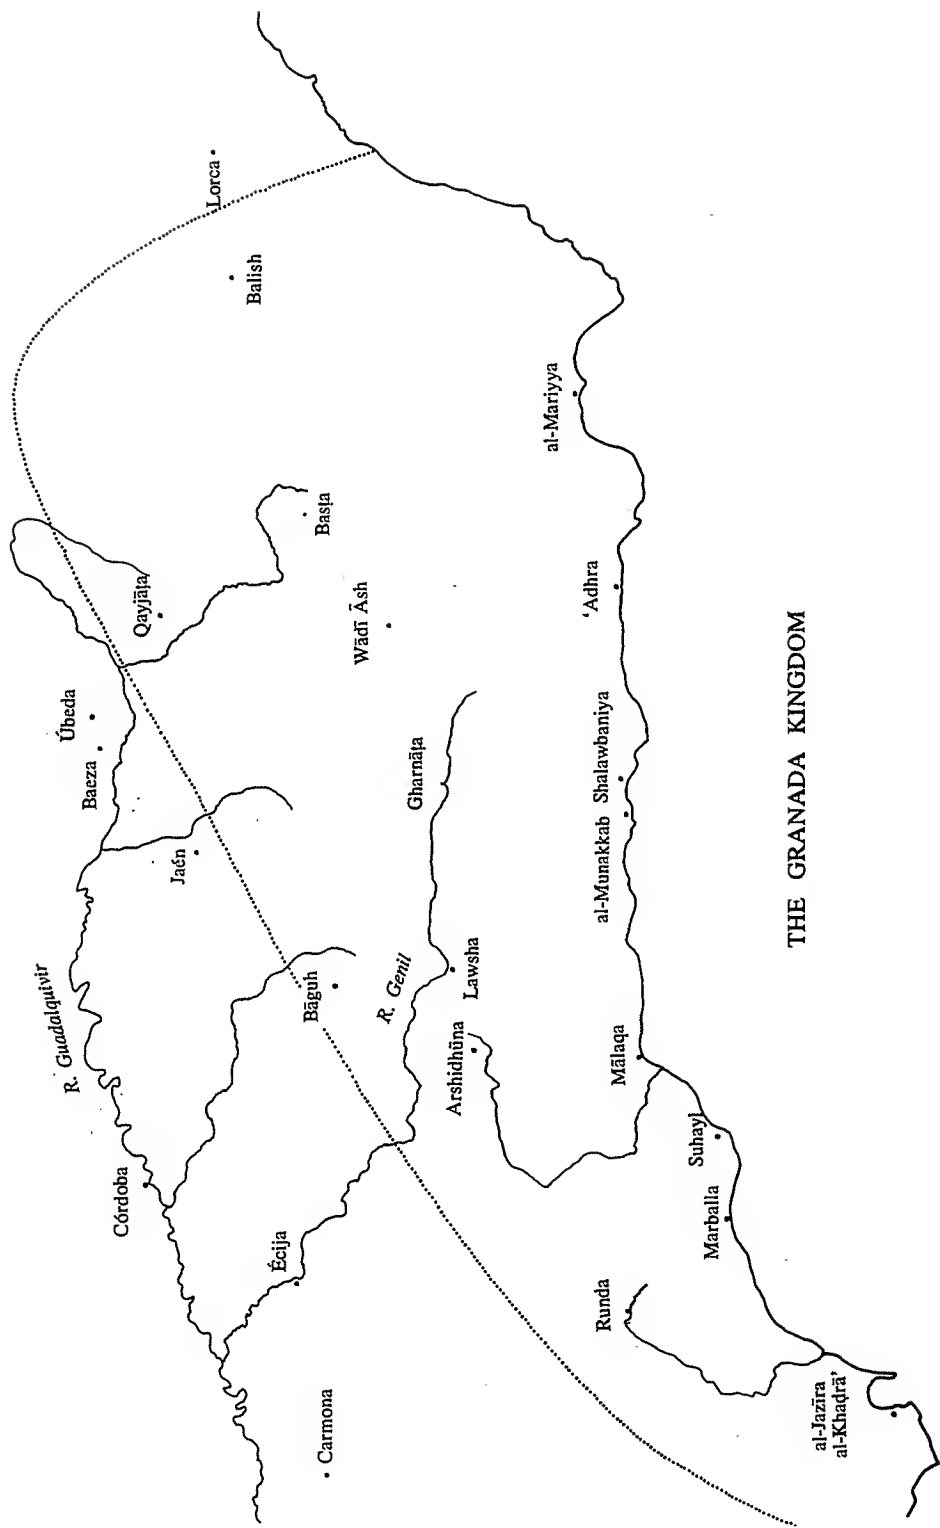 Lorca
Balish
al-Mariyya
Basṭa
Qayjāṭa
Wādī Āsh
‘Adhra
Úbeda
Baeza
Gharnāṭa
Shalawbaniya
al-Munakkab
Jaén
R. Guadalquivir
Bāguh
R. Genil
Lawsha
Arshidhūna
Mālaqa
Córdoba
Suhayl
Marballa
Écija
Runda
Carmona
al-Jazīra
al-Khaḍrā’
THE GRANADA KINGDOM